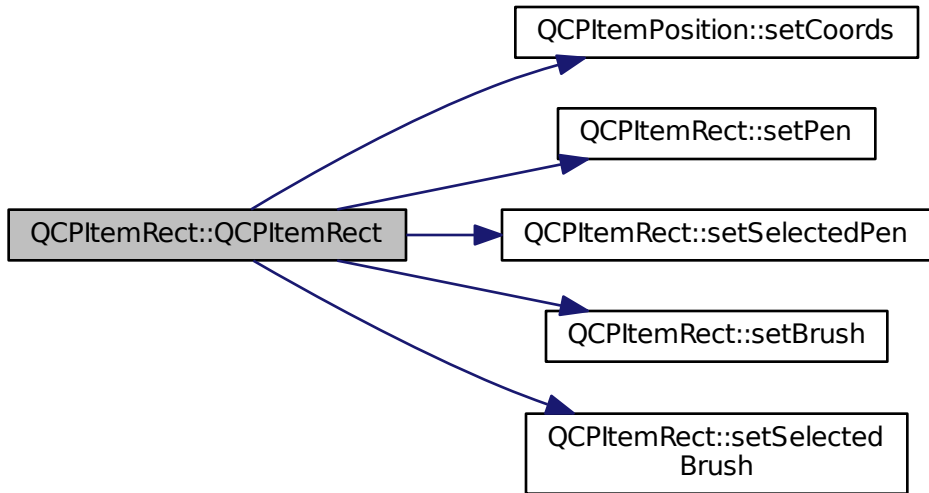 QCPItemPosition::setCoords
QCPItemRect::setPen
QCPItemRect::QCPItemRect
QCPItemRect::setSelectedPen
QCPItemRect::setBrush
QCPItemRect::setSelected
Brush